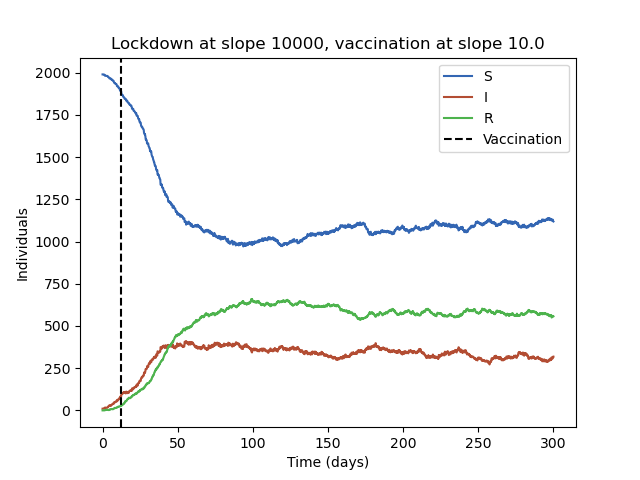 Lockdown at slope 10000, vaccination at slope 10.0
2000
1750
1500
1250
1000
750
500
250
0
Individuals
S
I
R
Vaccination
0 50 100 150 200 250 300
Time (days)